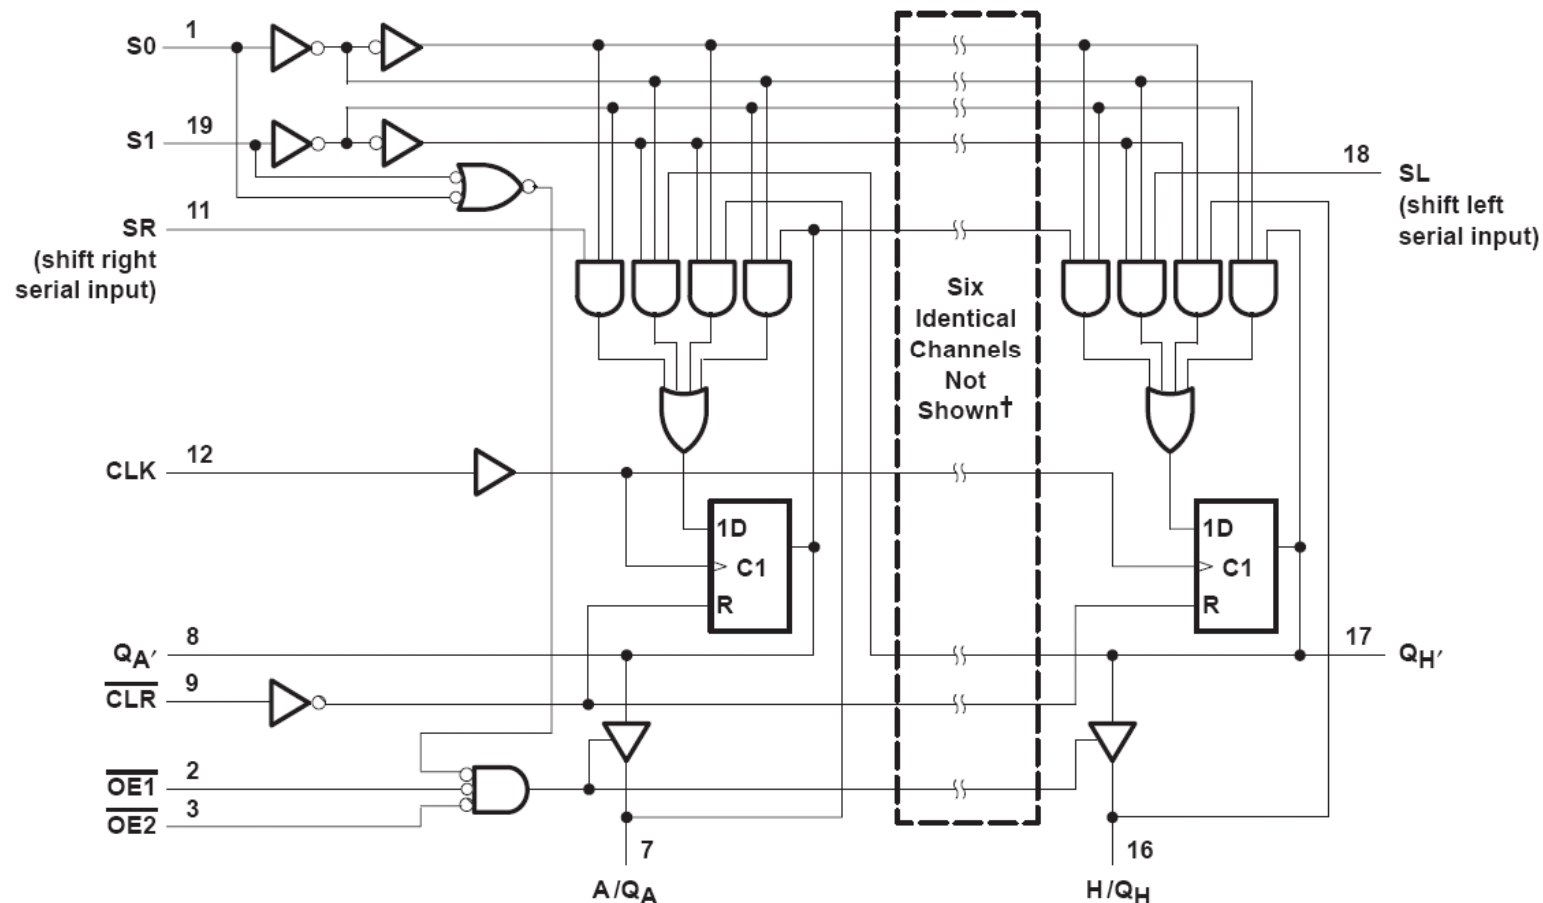 S0 1
S1 19
18 SL
(shift left
serial input)
SR 11
(shift right
serial input)
Six
Identical
Channels
Not
Shown†
CLK 12
1D
C1
R
1D
C1
R
QA′ 8
17 QH′
CLR 9
OE1 2
OE2 3
7
A/QA
16
H/QH